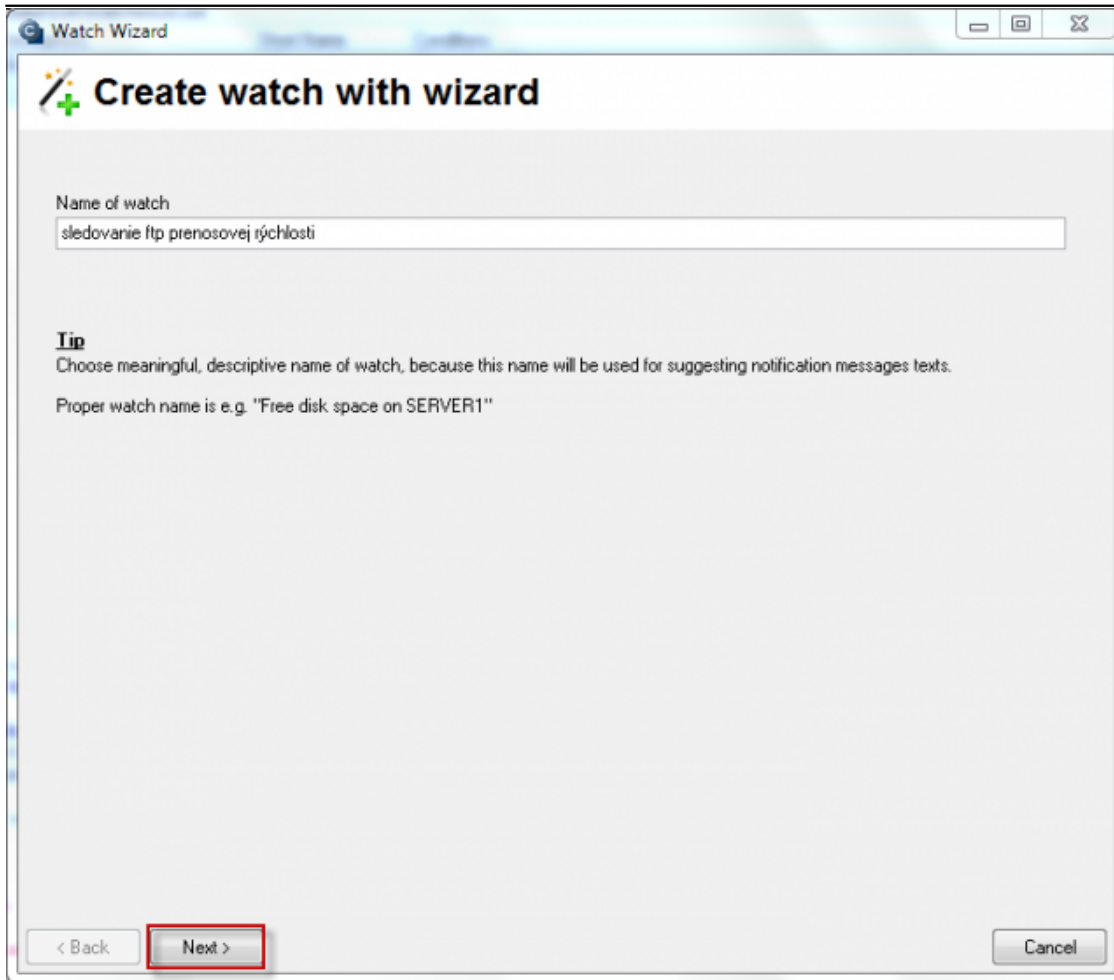 Watch Wizard
Create watch with wizard
Name of watch
sledovanie ftp prenosovej rýchlosti
Tip
Choose meaningful, descriptive name of watch, because this name will be used for suggesting notification messages texts.
Proper watch name is e.g. "Free disk space on SERVER1"
< Back
Next >
Cancel